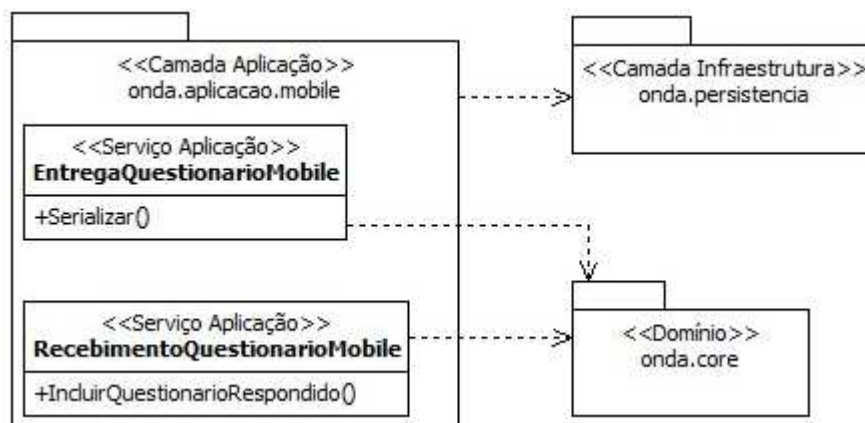 <<Camada Aplicação>>
onda.aplicacao.mobile
<<Serviço Aplicação>>
EntregaQuestionarioMobile
+Serializar()
<<Serviço Aplicação>>
RecebimentoQuestionarioMobile
+IncluirQuestionarioRespondido()
<<Camada Infraestrutura>>
onda.persistencia
<<Domínio>>
onda.core